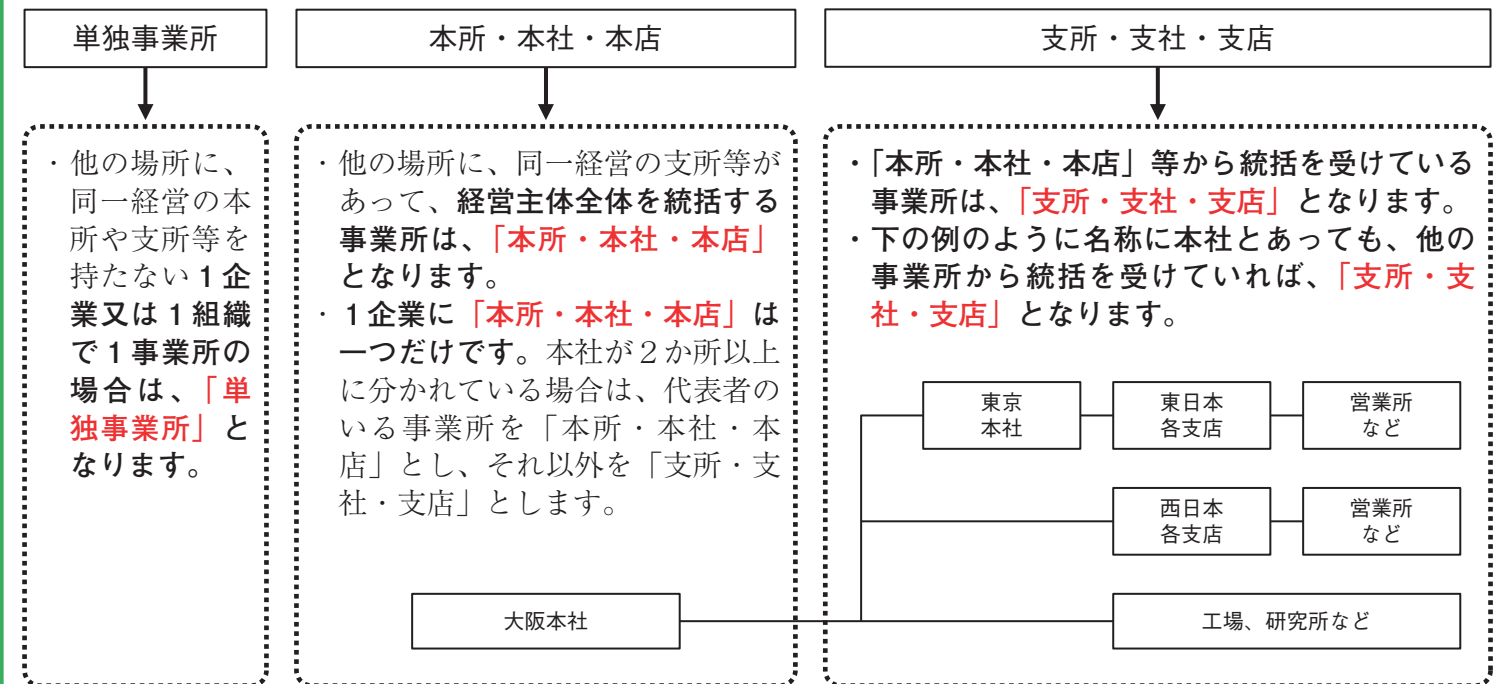 単独事業所
本所・本社・本店
支所・支社・支店
・他の場所に、
同一経営の本
所や支所等を
持たない１企
業又は１組織
で１事業所の
場合は、「単
独事業所」と
なります。
・他の場所に、同一経営の支所等が
あって、経営主体全体を統括する
事業所は、「本所・本社・本店」
となります。
・１企業に「本所・本社・本店」は
一つだけです。本社が２か所以上
に分かれている場合は、代表者の
いる事業所を「本所・本社・本
店」とし、それ以外を「支所・支
社・支店」とします。
・「本所・本社・本店」等から統括を受けている
事業所は、「支所・支社・支店」となります。
・下の例のように名称に本社とあっても、他の
事業所から統括を受けていれば、「支所・支
社・支店」となります。
東京
本社
東日本
各支店
営業所
など
西日本
各支店
営業所
など
大阪本社
工場、研究所など